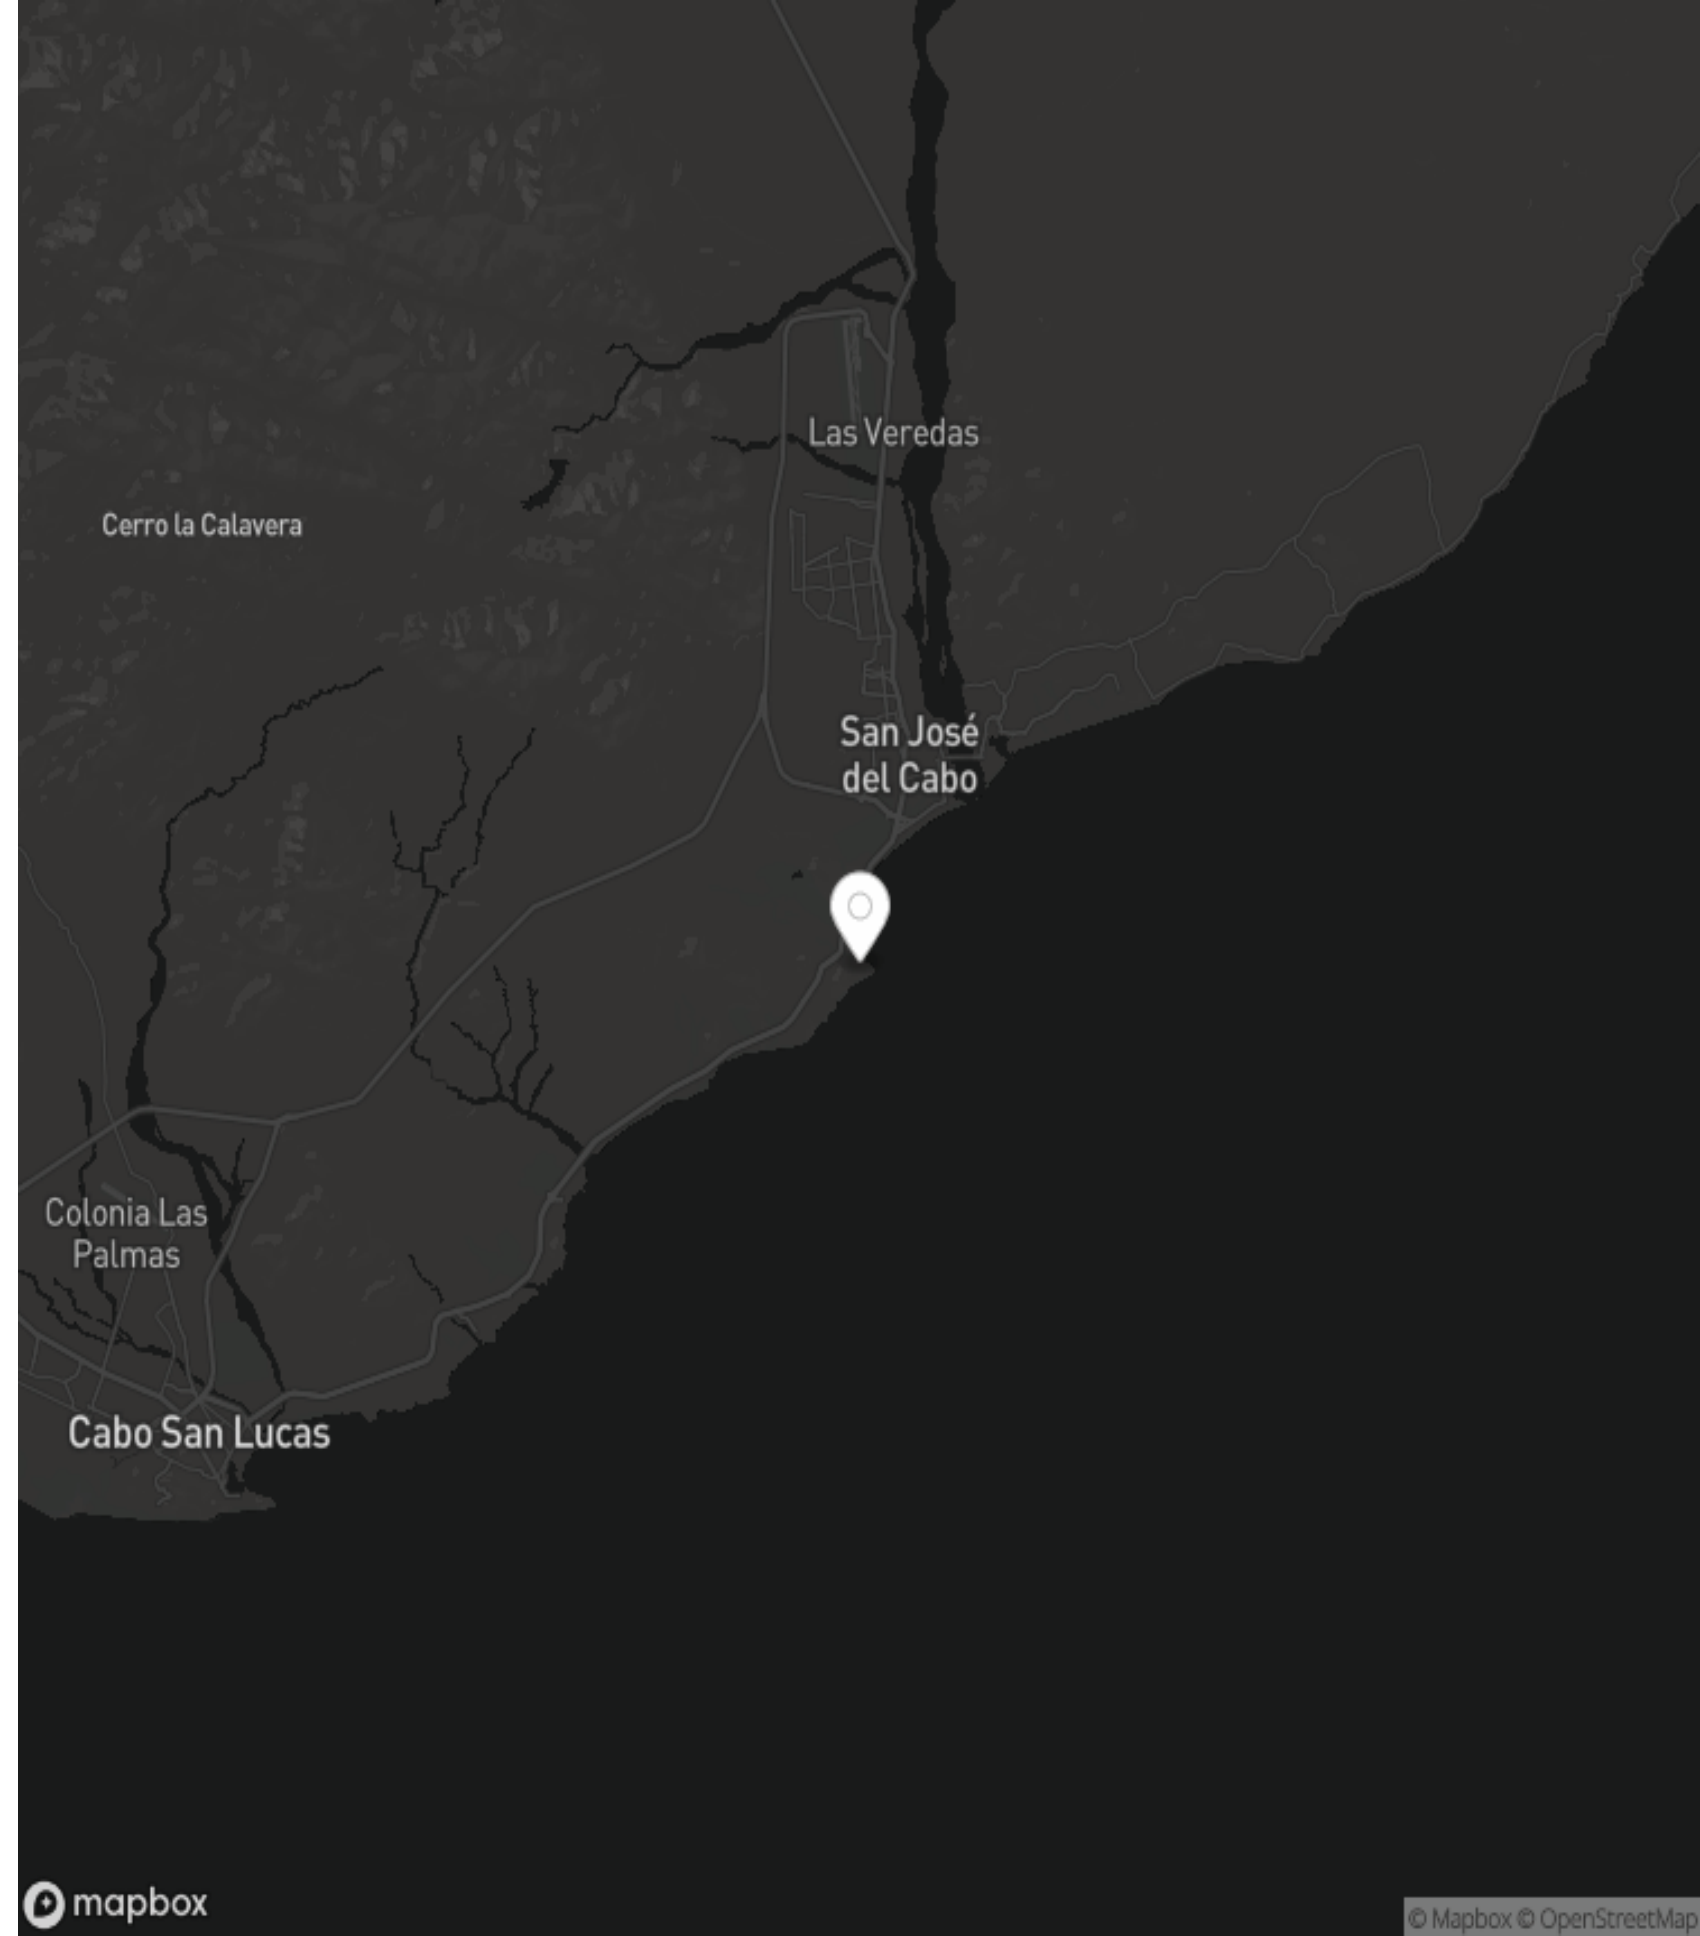 Las Veredas
Cerro la Calavera
San José
del Cabo
Colonia Las
Palmas
Cabo San Lucas
mapbox
© Mapbox © OpenStreetMap